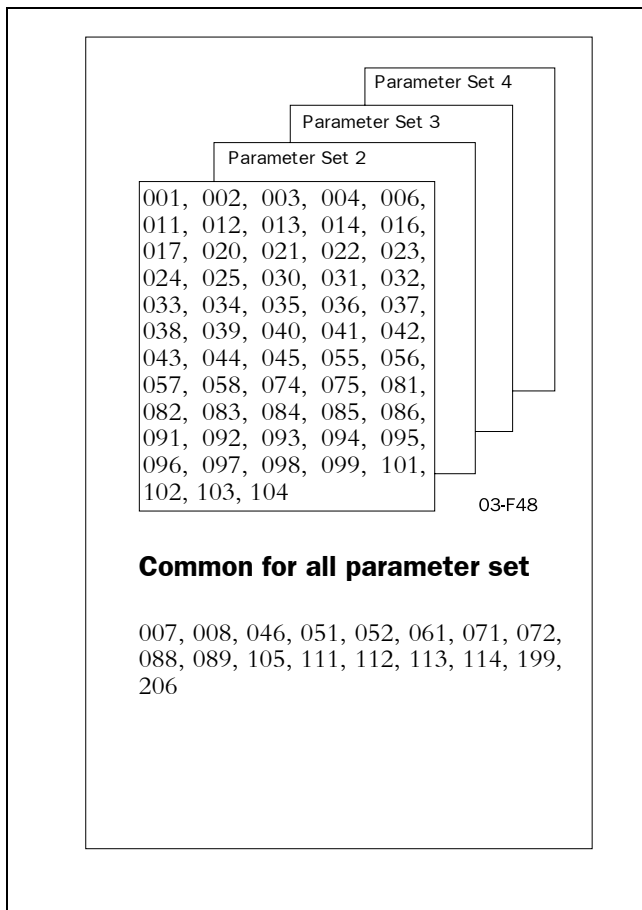 Parameter Set 4
Parameter Set 3
Parameter Set 2
001, 002, 003, 004, 006,
011, 012, 013, 014, 016,
017, 020, 021, 022, 023,
024, 025, 030, 031, 032,
033, 034, 035, 036, 037,
038, 039, 040, 041, 042,
043, 044, 045, 055, 056,
057, 058, 074, 075, 081,
082, 083, 084, 085, 086,
091, 092, 093, 094, 095,
096, 097, 098, 099, 101,
102, 103, 104
03-F48
Common for all parameter set
007, 008, 046, 051, 052, 061, 071, 072,
088, 089, 105, 111, 112, 113, 114, 199,
206